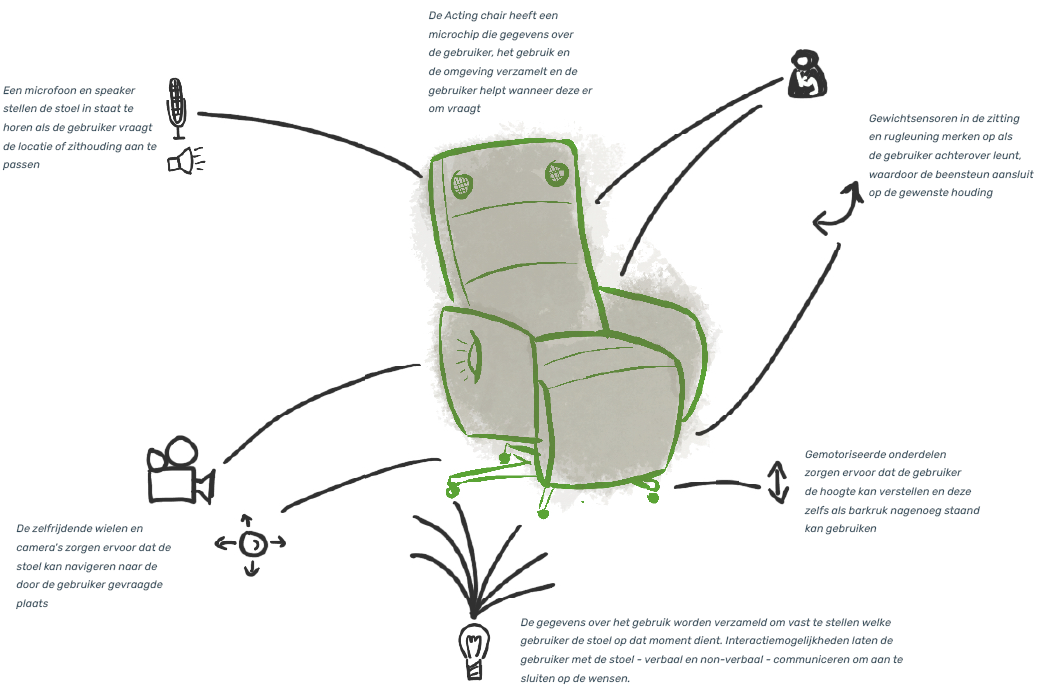 De Acting chair heeft een
microchip die gegevens over
de gebruiker, het gebruik en
de omgeving verzamelt en de
gebruiker helpt wanneer deze er
om vraagt
Een microfoon en speaker
stellen de stoel in staat te
horen als de gebruiker vraagt
de locatie of zithouding aan te
passen
Gewichtsensoren in de zitting
en rugleuning merken op als
de gebruiker achterover leunt,
waardoor de beensteun aansluit
op de gewenste houding
Gemotoriseerde onderdelen
zorgen ervoor dat de gebruiker
de hoogte kan verstellen en deze
zelfs als barkruk nagenoeg staand
kan gebruiken
De zelfrijdende wielen en
camera's zorgen ervoor dat de
stoel kan navigeren naar de
door de gebruiker gevraagde
plaats
De gegevens over het gebruik worden verzameld om vast te stellen welke
gebruiker de stoel op dat moment dient. Interactiemogelijkheden laten de
gebruiker met de stoel - verbaal en non-verbaal - communiceren om aan te
sluiten op de wensen.